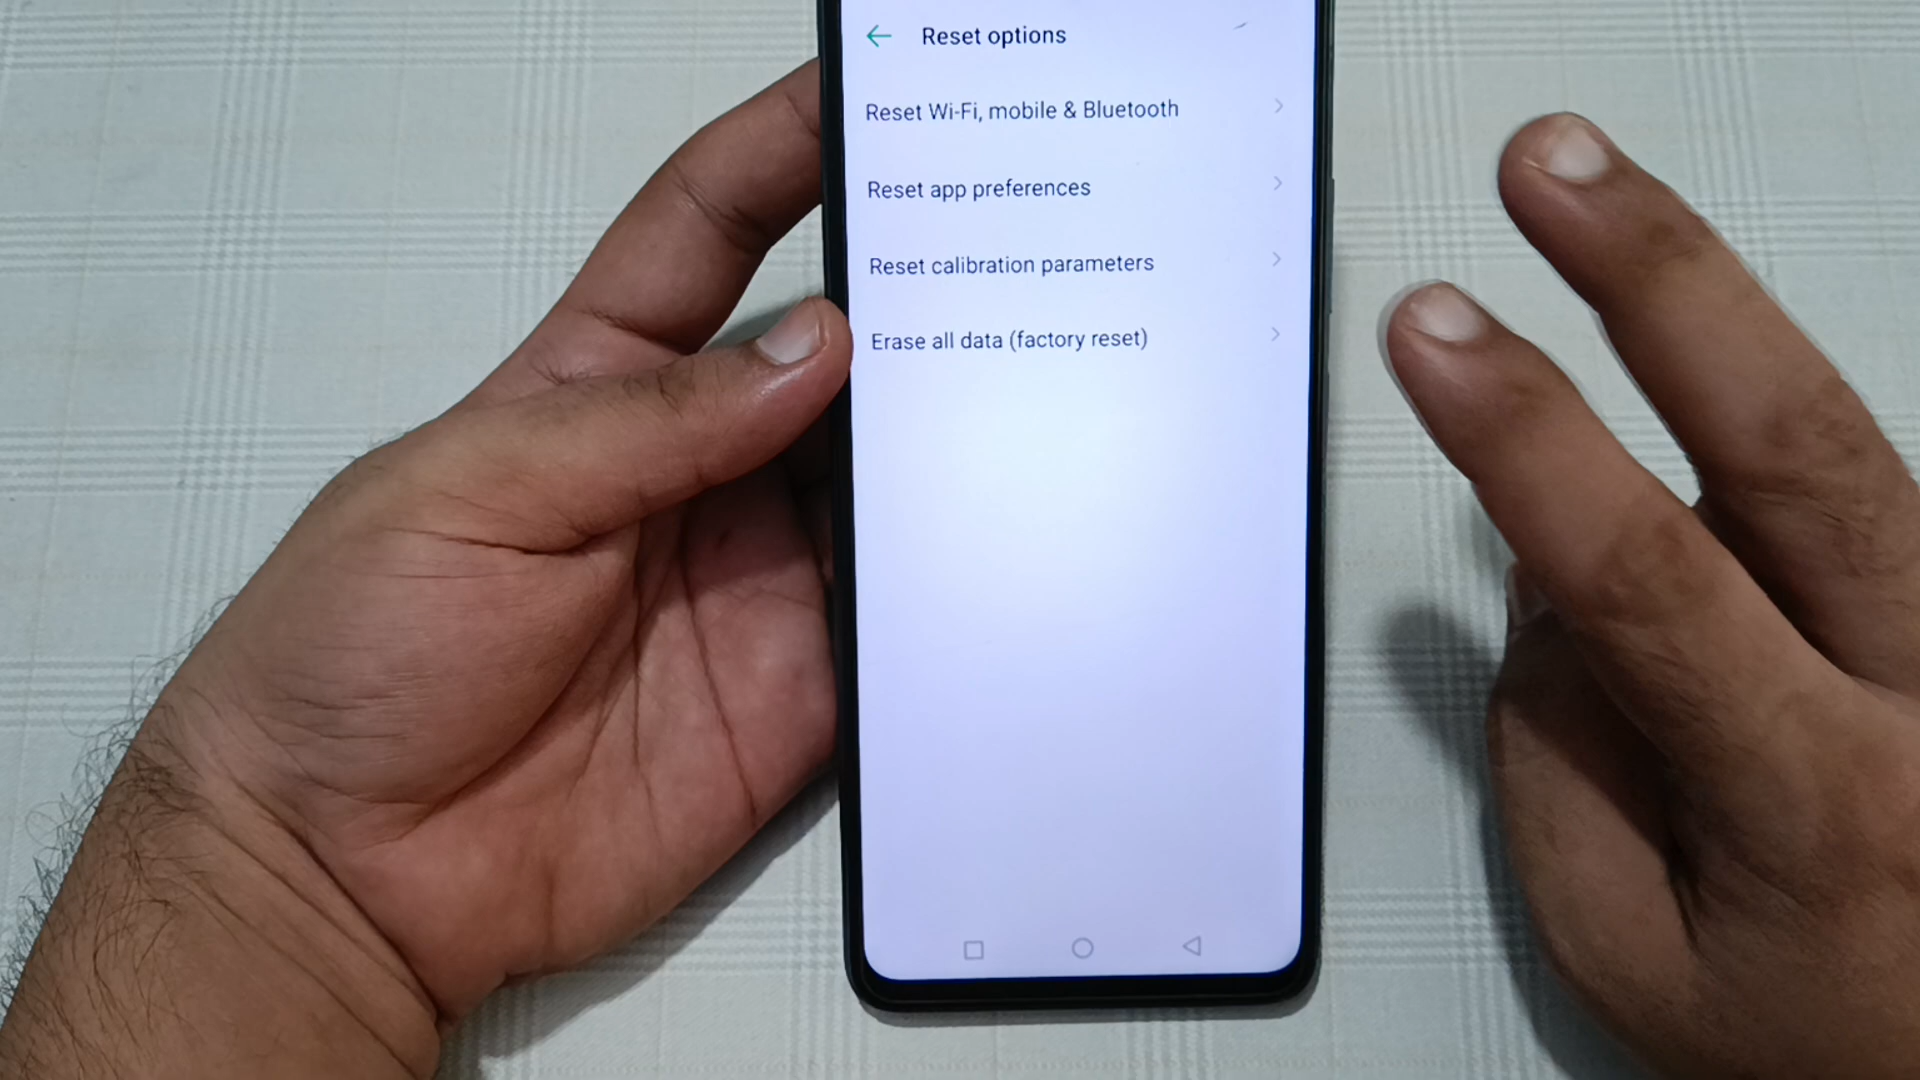 Reset options
Reset Wi-Fi, mobile & Bluetooth
Reset app preferences
Reset calibration parameters
Erase all data (factory reset)